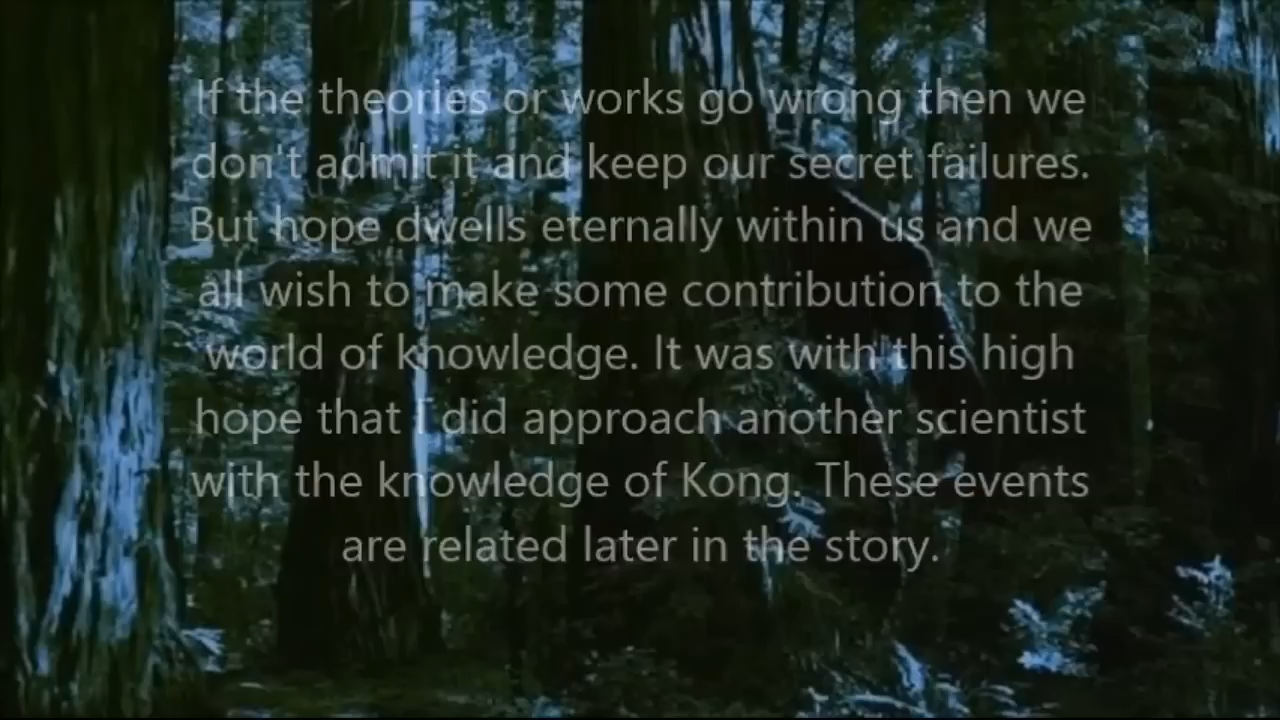 If the theories or works go wrong then we
don't admit it and keep our secret failures.
But hope dwells eternally within us and we
all wish to make some contribution to the
world of knowledge. It was with this high
hope that I did approach another scientist
with the knowledge of Kong. These events
are related later in the story.